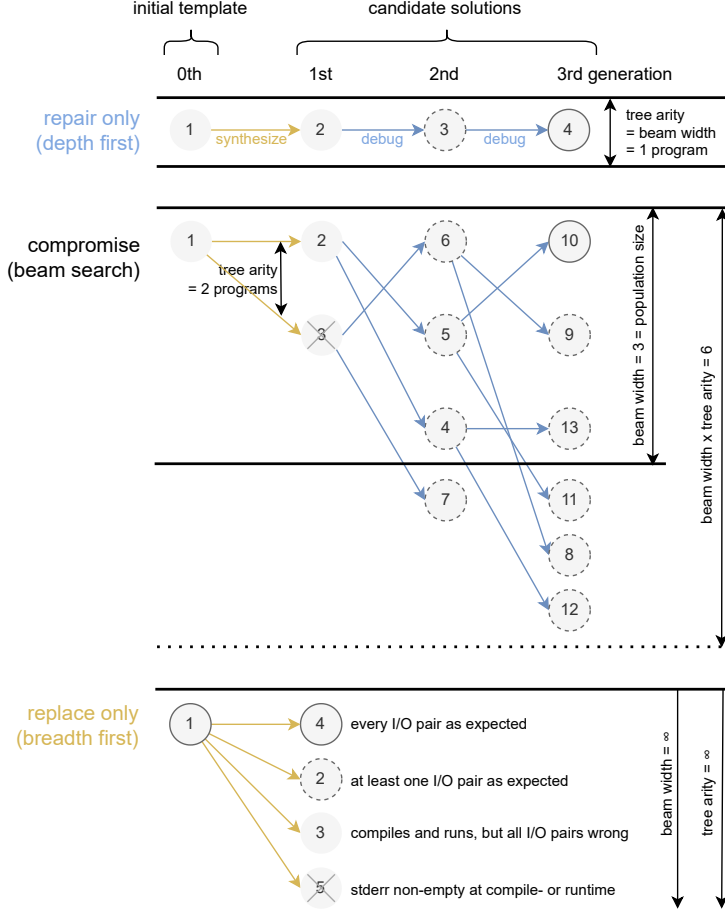 initial template
candidate solutions
0th
1st
2nd
3rd generation
repair only
(depth first)
1
synthesize
2
debug
3
debug
4
tree arity
= beam width
= 1 program
compromise
(beam search)
1
2
6
10
tree arity
= 2 programs
3
5
9
4
13
7
11
8
12
beam width = 3 = population size
beam width x tree arity = 6
replace only
(breadth first)
1
4
every I/O pair as expected
2
at least one I/O pair as expected
3
compiles and runs, but all I/O pairs wrong
5
stderr non-empty at compile- or runtime
beam width = ∞
tree arity = ∞